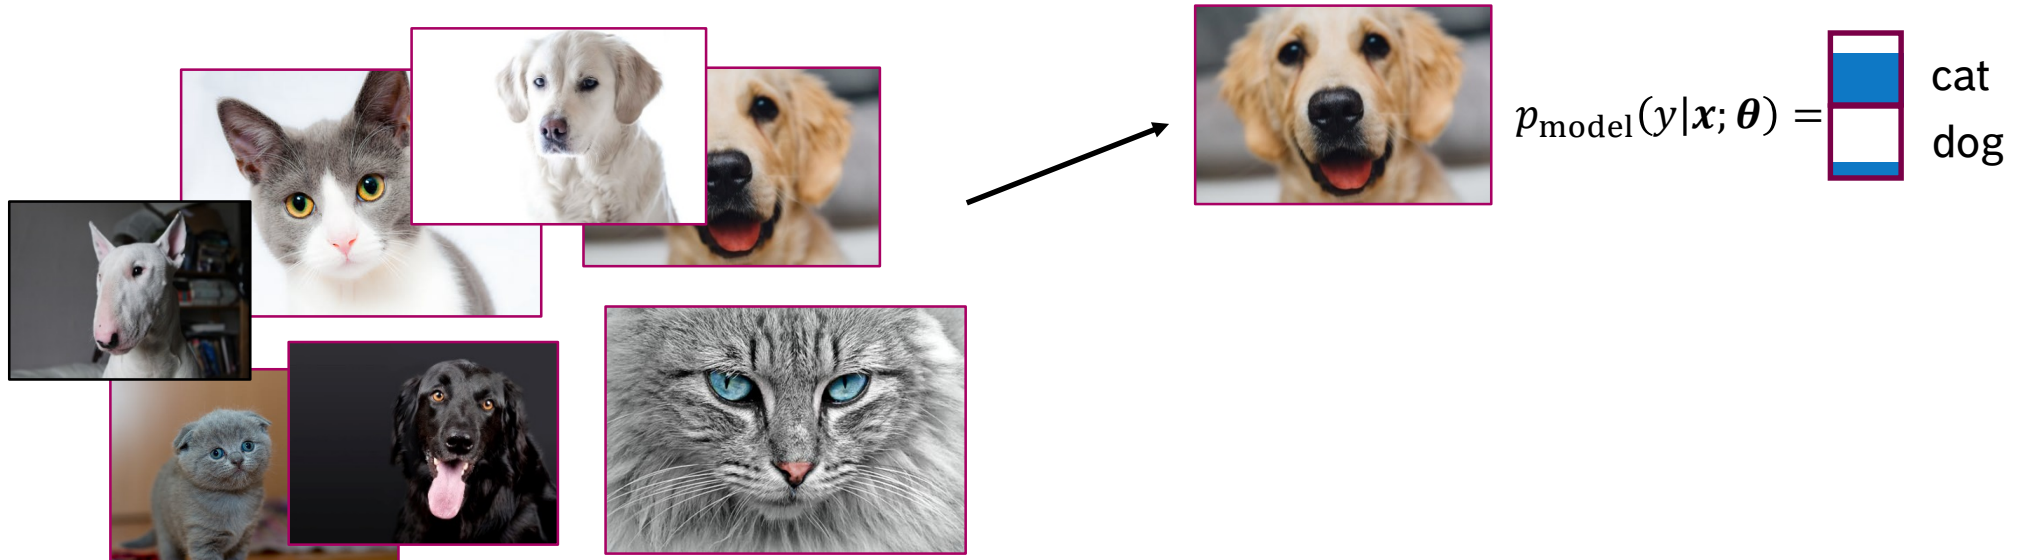 p_model(y|x; θ) =
cat
dog